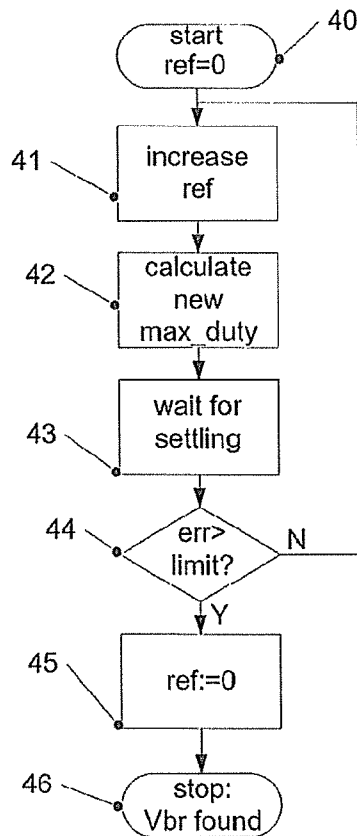 start
ref=0
40
41
increase
ref
42
calculate
new
max_duty
43
wait for
settling
44
err>
limit?
N
Y
45
ref:=0
46
stop:
Vbr found